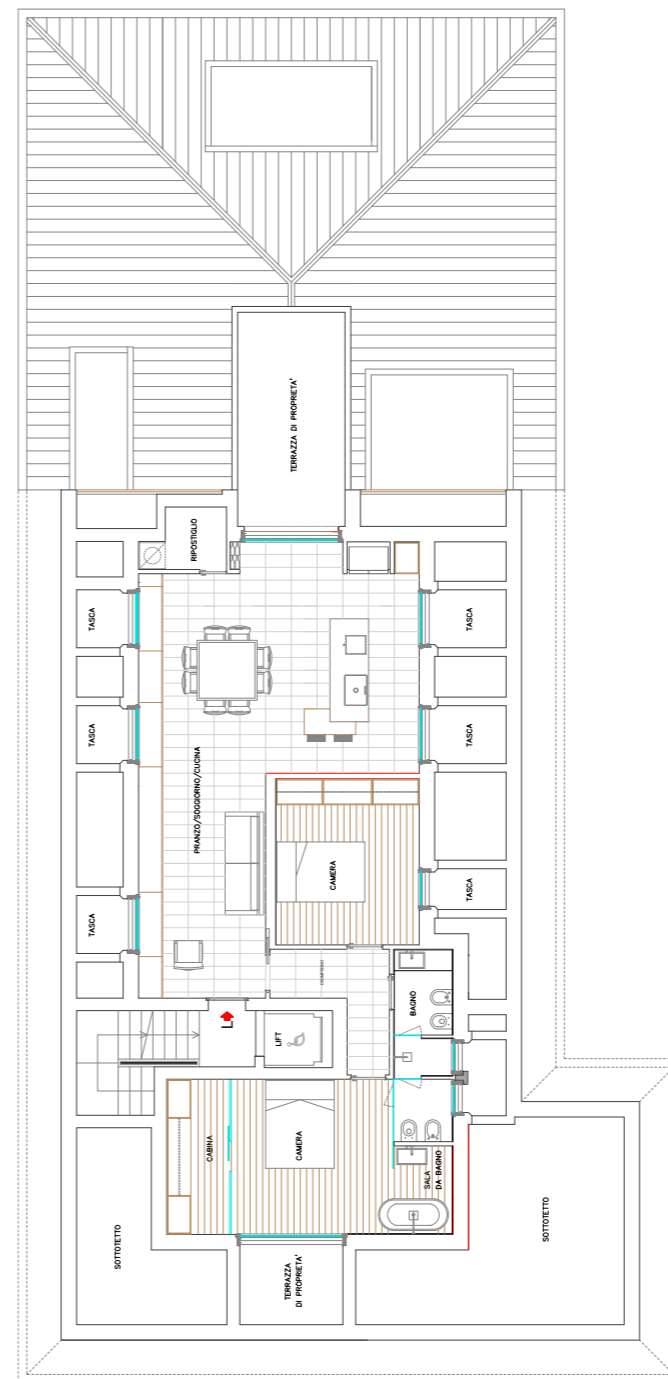 TERRAZZA DI PROPRIETA'
RIPOSTIGLIO
TASCA
TASCA
TASCA
TASCA
PRANZO/SOGGIORNO/CUCINA
CAMERA
TASCA
TASCA
DISIMPEGNO
BAGNO
L
LIFT
CABINA
CAMERA
SALA
DA BAGNO
SOTTOTETTO
SOTTOTETTO
TERRAZZA
DI PROPRIETA'